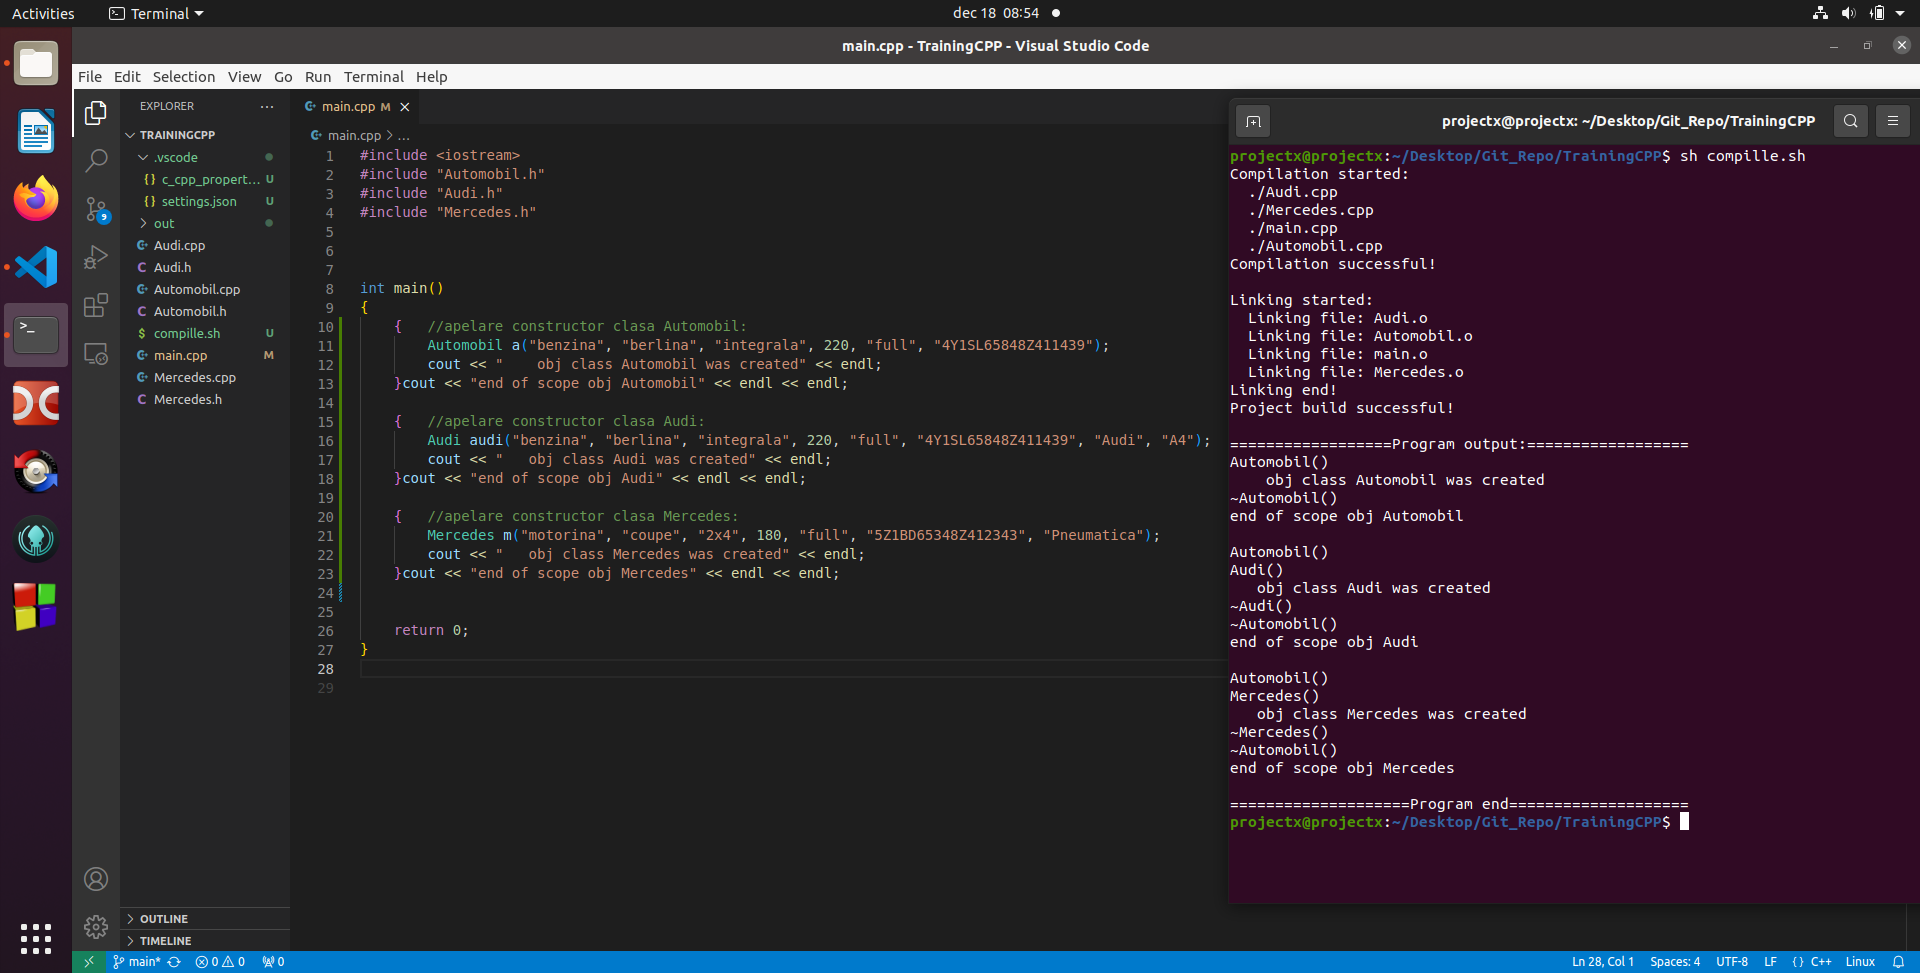 Activities
Terminal
dec 18 08:54
main.cpp - TrainingCPP - Visual Studio Code
File Edit Selection View Go Run Terminal Help
EXPLORER ...
TRAININGCPP
.vscode
{} c_cpp_propert... U
{} settings.json U
out
Audi.cpp
C Audi.h
Automobil.cpp
C Automobil.h
$ compille.sh U
main.cpp M
Mercedes.cpp
C Mercedes.h
OUTLINE
TIMELINE
9
main.cpp M
main.cpp > ...
1 #include <iostream>
2 #include "Automobil.h"
3 #include "Audi.h"
4 #include "Mercedes.h"
5
6
7
8 int main()
9 {
10 { //apelare constructor clasa Automobil:
11 Automobil a("benzina", "berlina", "integrala", 220, "full", "4Y1SL65848Z411439");
12 cout << "    obj class Automobil was created" << endl;
13 }cout << "end of scope obj Automobil" << endl << endl;
14
15 { //apelare constructor clasa Audi:
16 Audi audi("benzina", "berlina", "integrala", 220, "full", "4Y1SL65848Z411439", "Audi", "A4");
17 cout << "   obj class Audi was created" << endl;
18 }cout << "end of scope obj Audi" << endl << endl;
19
20 { //apelare constructor clasa Mercedes:
21 Mercedes m("motorina", "coupe", "2x4", 180, "full", "5Z1BD65348Z412343", "Pneumatica");
22 cout << "   obj class Mercedes was created" << endl;
23 }cout << "end of scope obj Mercedes" << endl << endl;
24
25
26 return 0;
27 }
28
29
projectx@projectx: ~/Desktop/Git_Repo/TrainingCPP
projectx@projectx:~/Desktop/Git_Repo/TrainingCPP$ sh compille.sh
Compilation started:
./Audi.cpp
./Mercedes.cpp
./main.cpp
./Automobil.cpp
Compilation successful!
Linking started:
Linking file: Audi.o
Linking file: Automobil.o
Linking file: main.o
Linking file: Mercedes.o
Linking end!
Project build successful!
==================Program output:==================
Automobil()
obj class Automobil was created
~Automobil()
end of scope obj Automobil
Automobil()
Audi()
obj class Audi was created
~Audi()
~Automobil()
end of scope obj Audi
Automobil()
Mercedes()
obj class Mercedes was created
~Mercedes()
~Automobil()
end of scope obj Mercedes
====================Program end====================
projectx@projectx:~/Desktop/Git_Repo/TrainingCPP$
main* 0 0 0
Ln 28, Col 1 Spaces: 4 UTF-8 LF {} C++ Linux